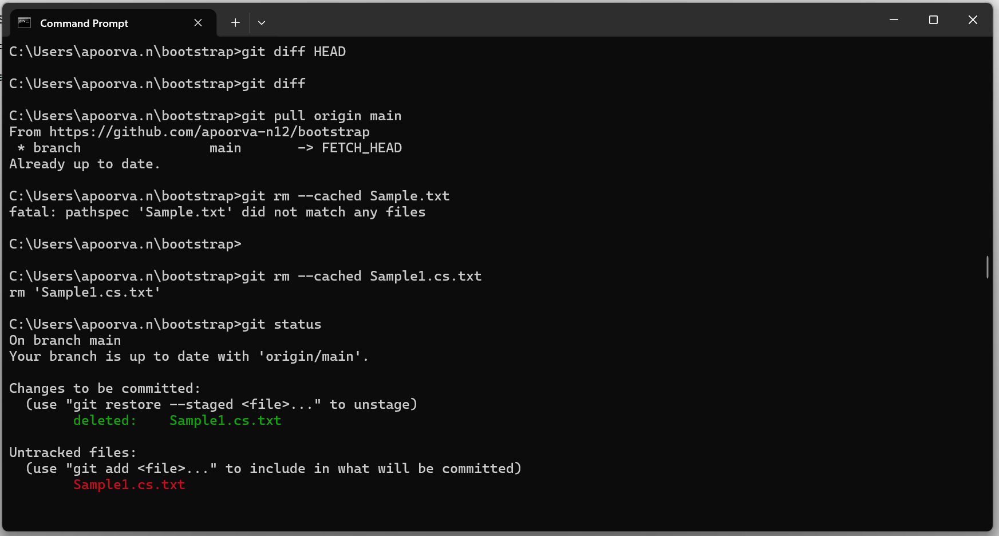 Command Prompt
C:\Users\apoorva.n\bootstrap>git diff HEAD
C:\Users\apoorva.n\bootstrap>git diff
C:\Users\apoorva.n\bootstrap>git pull origin main
From https://github.com/apoorva-n12/bootstrap
 * branch                main       -> FETCH_HEAD
Already up to date.
C:\Users\apoorva.n\bootstrap>git rm --cached Sample.txt
fatal: pathspec 'Sample.txt' did not match any files
C:\Users\apoorva.n\bootstrap>
C:\Users\apoorva.n\bootstrap>git rm --cached Sample1.cs.txt
rm 'Sample1.cs.txt'
C:\Users\apoorva.n\bootstrap>git status
On branch main
Your branch is up to date with 'origin/main'.
Changes to be committed:
  (use "git restore --staged <file>..." to unstage)
        deleted:    Sample1.cs.txt
Untracked files:
  (use "git add <file>..." to include in what will be committed)
        Sample1.cs.txt